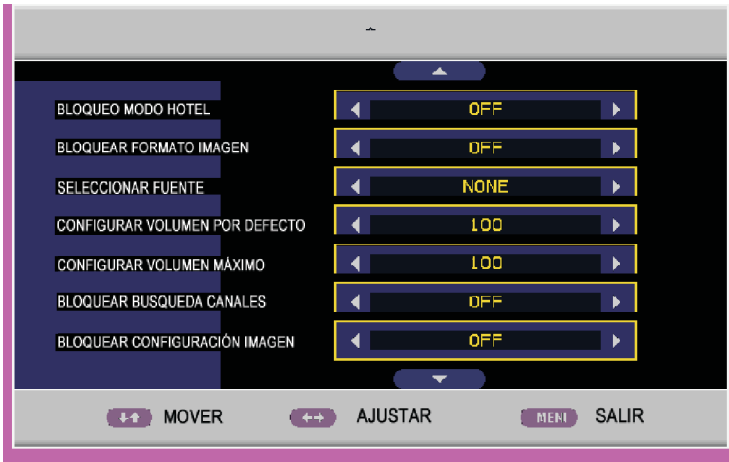 BLOQUEO MODO HOTEL OFF
BLOQUEAR FORMATO IMAGEN OFF
SELECCIONAR FUENTE NONE
CONFIGURAR VOLUMEN POR DEFECTO 100
CONFIGURAR VOLUMEN MÁXIMO 100
BLOQUEAR BUSQUEDA CANALES OFF
BLOQUEAR CONFIGURACIÓN IMAGEN OFF
MOVER AJUSTAR MENU SALIR